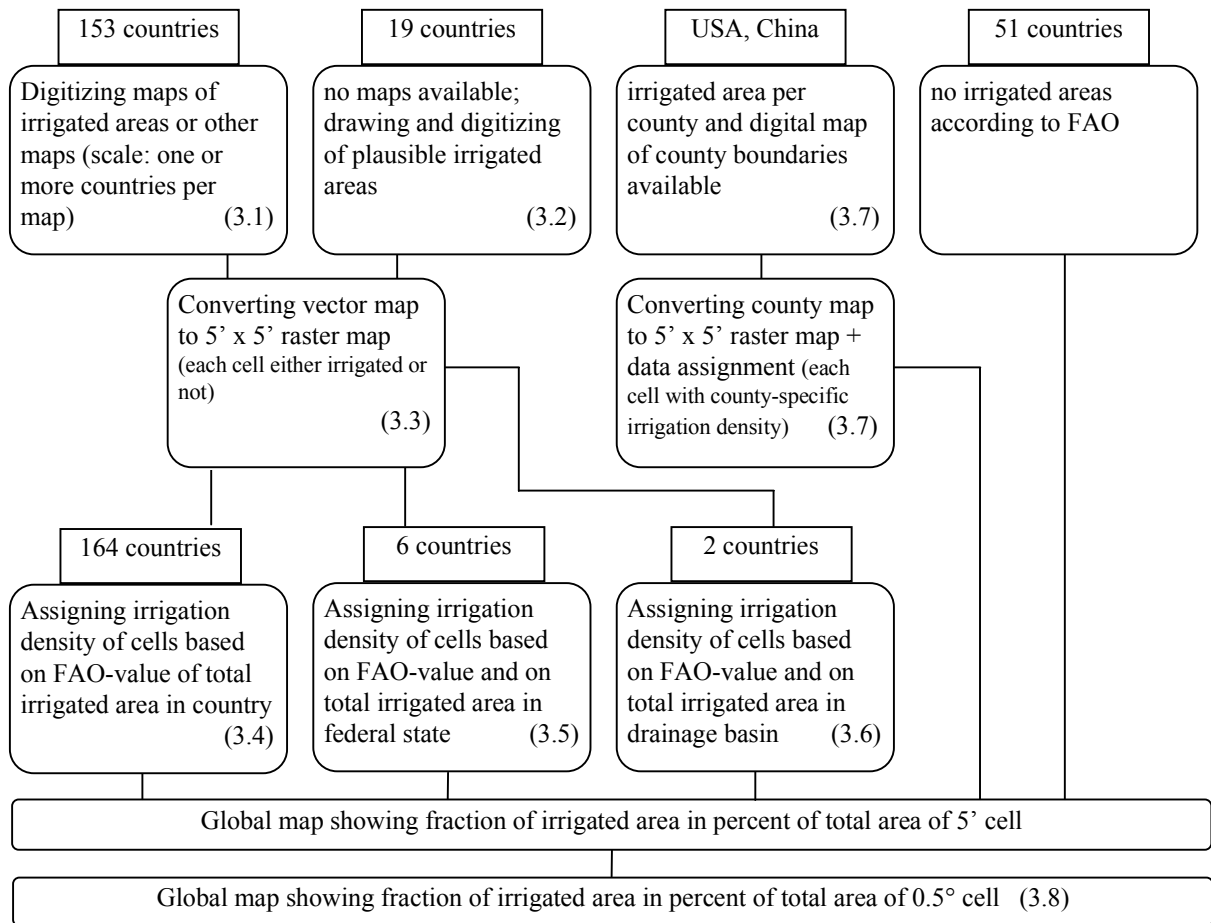 153 countries
Digitizing maps of
irrigated areas or other
maps (scale: one or
more countries per
map) (3.1)
19 countries
no maps available;
drawing and digitizing
of plausible irrigated
areas
(3.2)
USA, China
irrigated area per
county and digital map
of county boundaries
available
(3.7)
51 countries
no irrigated areas
according to FAO
Converting vector map
to 5’ x 5’ raster map
(each cell either irrigated or
not)
(3.3)
Converting county map
to 5’ x 5’ raster map +
data assignment (each
cell with county-specific
irrigation density) (3.7)
164 countries
Assigning irrigation
density of cells based
on FAO-value of total
irrigated area in country
(3.4)
6 countries
Assigning irrigation
density of cells based
on FAO-value and on
total irrigated area in
federal state (3.5)
2 countries
Assigning irrigation
density of cells based
on FAO-value and on
total irrigated area in
drainage basin (3.6)
Global map showing fraction of irrigated area in percent of total area of 5’ cell
Global map showing fraction of irrigated area in percent of total area of 0.5° cell (3.8)